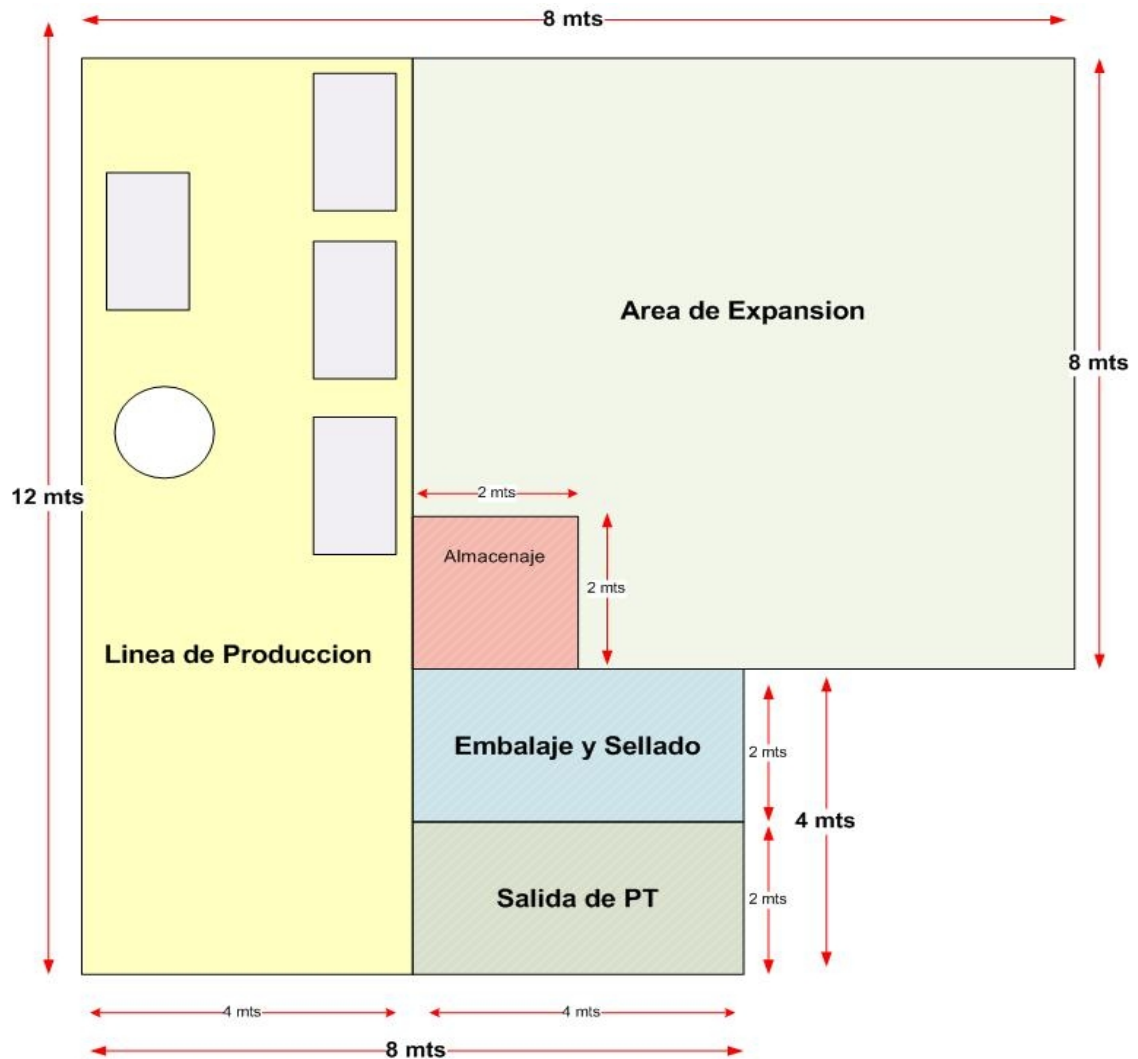 8 mts
Area de Expansion
8 mts
12 mts
2 mts
Almacenaje
2 mts
Linea de Produccion
Embalaje y Sellado
2 mts
4 mts
Salida de PT
2 mts
4 mts
4 mts
8 mts